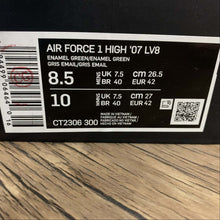 AIR FORCE 1 HIGH '07 LV8
ENAMEL GREEN/ENAMEL GREEN
GRIS EMAIL/GRIS EMAIL
8.5 MENS UK 7.5 cm 26.5
BR 40 EUR 42
10 WMNS UK 7.5 cm 27
BR 40 EUR 42
CT2306 300